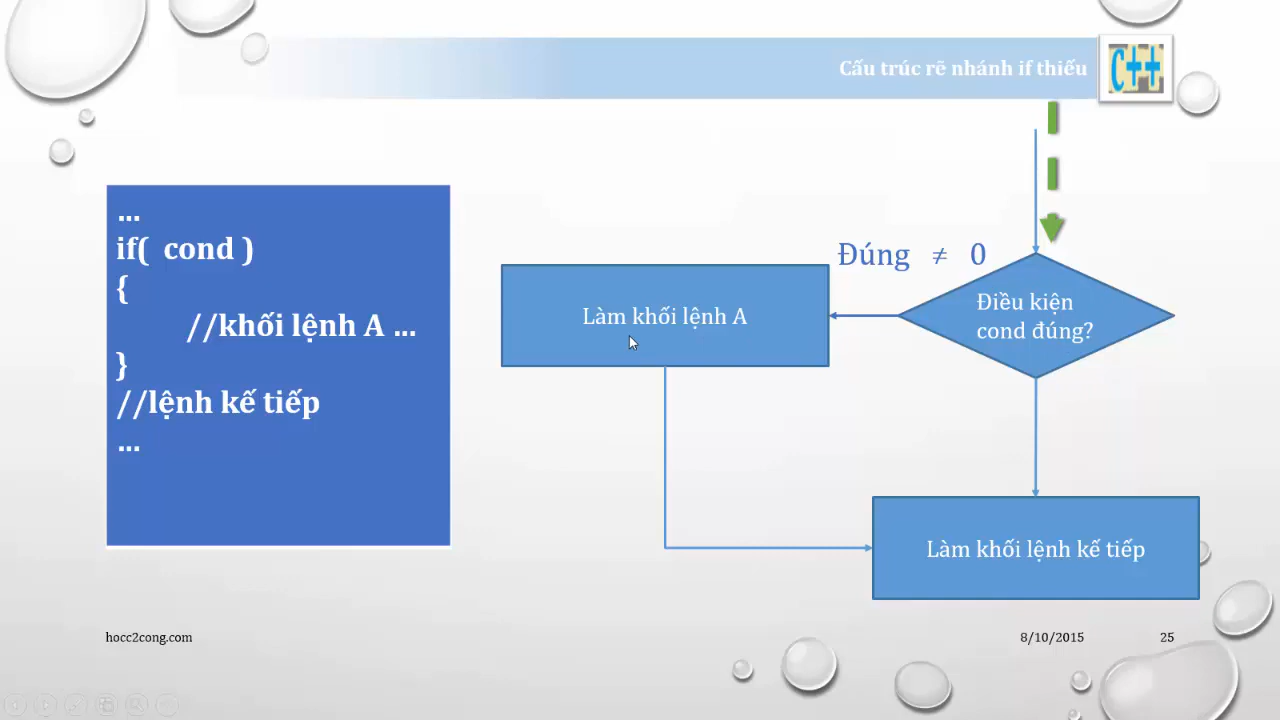 Cấu trúc rẽ nhánh if thiếu
C++
...
if( cond )
{
//khối lệnh A ...
}
//lệnh kế tiếp
...
Đúng ≠ 0
Làm khối lệnh A
Điều kiện
cond đúng?
Làm khối lệnh kế tiếp
hocc2cong.com
8/10/2015
25